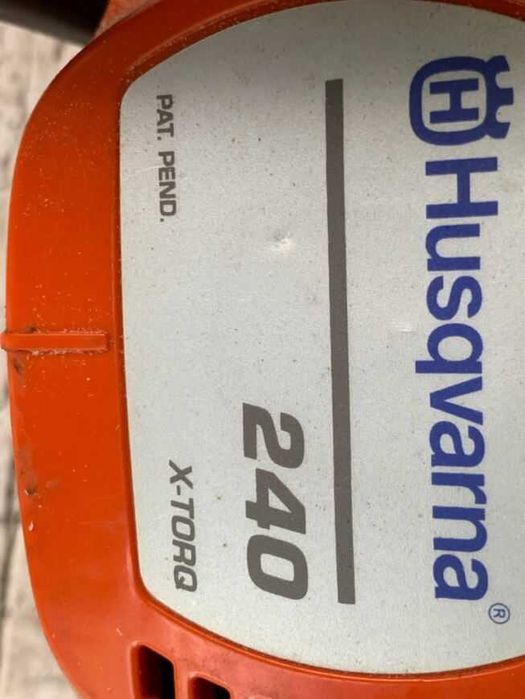 Husqvarna®
240
PAT. PEND.
X-TORQ